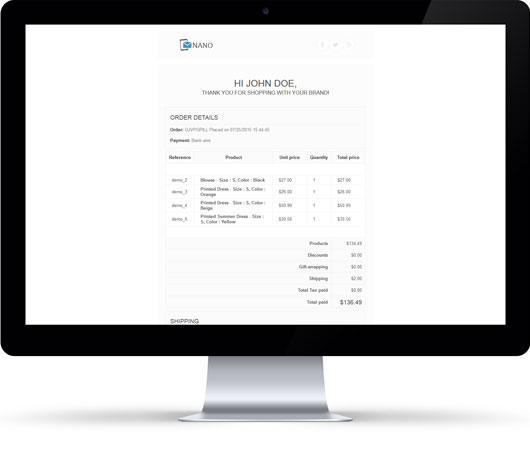 NANO
HI JOHN DOE,
THANK YOU FOR SHOPPING WITH YOUR BRAND!
ORDER DETAILS
Order: Placed on 07/25/2015 15:44:45
Payment: Bank wire
Reference Product Unit price Quantity Total price
demo_2 Blouse - Size : S, Color : Black $27.00 1 $27.00
demo_3 Printed Dress - Size : S, Color : Orange $26.00 1 $26.00
demo_4 Printed Dress - Size : S, Color : Beige $50.99 1 $50.99
Printed Summer Dress - Size : S, Color : Yellow $30.50 1 $30.50
Products $134.49
Discounts $0.00
Gift-wrapping $0.00
Shipping $2.00
Total Tax paid $0.00
Total paid $136.49
SHIPPING